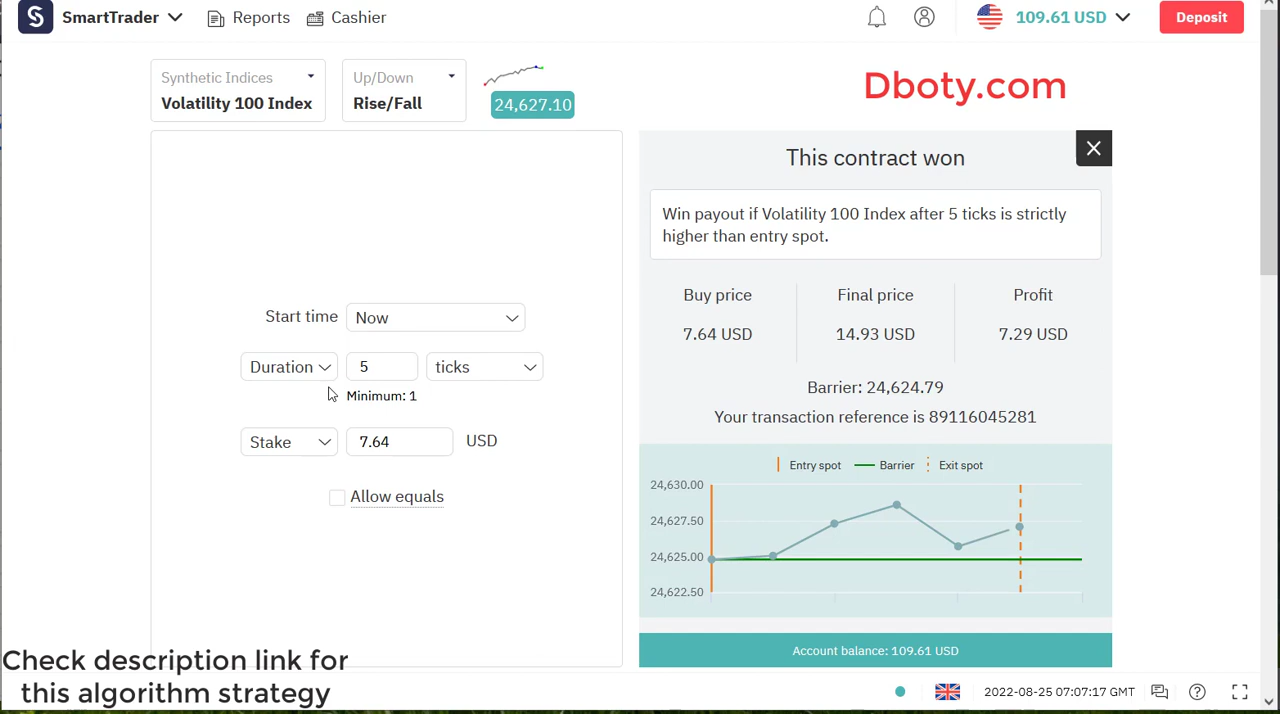 SmartTrader
Reports
Cashier
109.61 USD
Deposit
Synthetic Indices
Volatility 100 Index
Up/Down
Rise/Fall
24,627.10
Dboty.com
Start time
Now
Duration
5
ticks
Minimum: 1
Stake
7.64
USD
Allow equals
This contract won
Win payout if Volatility 100 Index after 5 ticks is strictly
higher than entry spot.
Buy price
Final price
Profit
7.64 USD
14.93 USD
7.29 USD
Barrier: 24,624.79
Your transaction reference is 89116045281
Entry spot
Barrier
Exit spot
24,630.00
24,627.50
24,625.00
24,622.50
Account balance: 109.61 USD
Check description link for
this algorithm strategy
2022-08-25 07:07:17 GMT